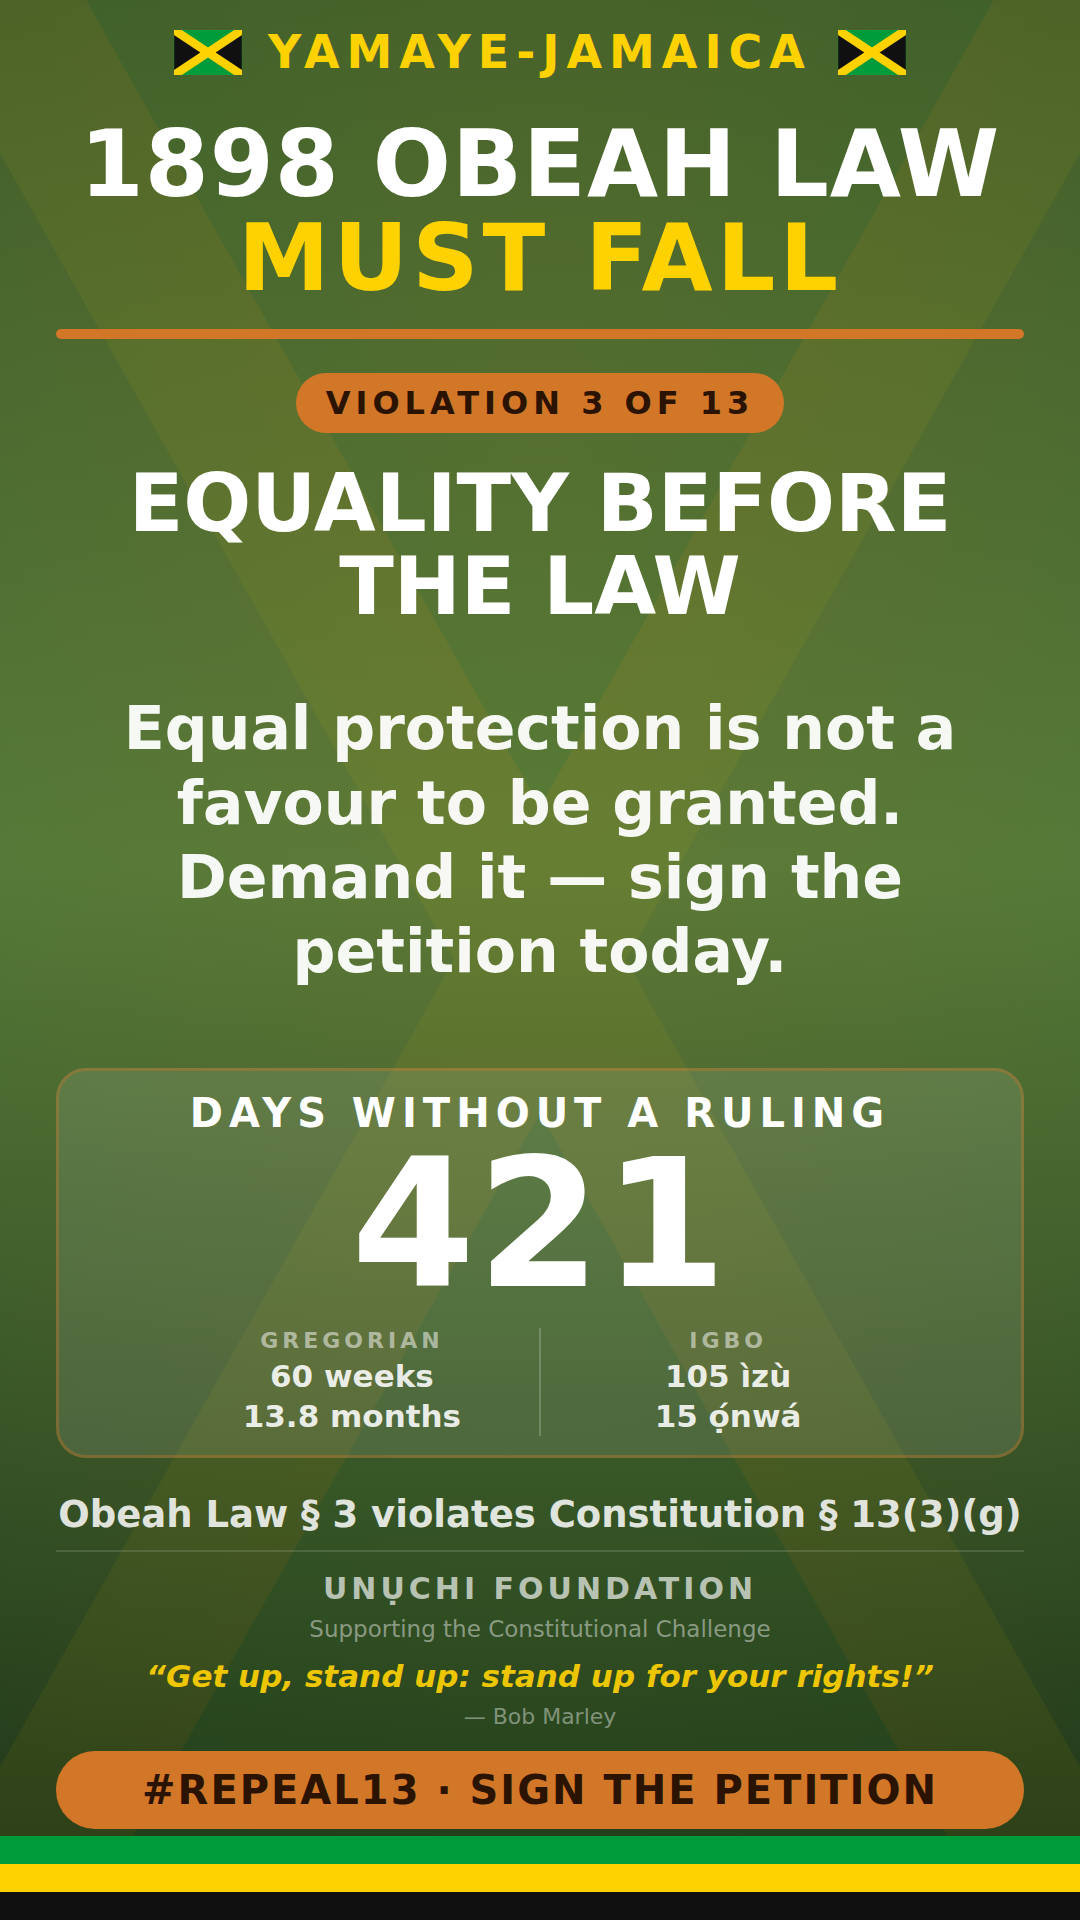 YAMAYE-JAMAICA
1898 OBEAH LAW
MUST FALL
VIOLATION 3 OF 13
EQUALITY BEFORE
THE LAW
Equal protection is not a
favour to be granted.
Demand it — sign the
petition today.
DAYS WITHOUT A RULING
421
GREGORIAN
60 weeks
13.8 months
IGBO
105 ìzù
15 ọ́nwá
Obeah Law § 3 violates Constitution § 13(3)(g)
UNỤCHI FOUNDATION
Supporting the Constitutional Challenge
“Get up, stand up: stand up for your rights!”
— Bob Marley
#REPEAL13 · SIGN THE PETITION